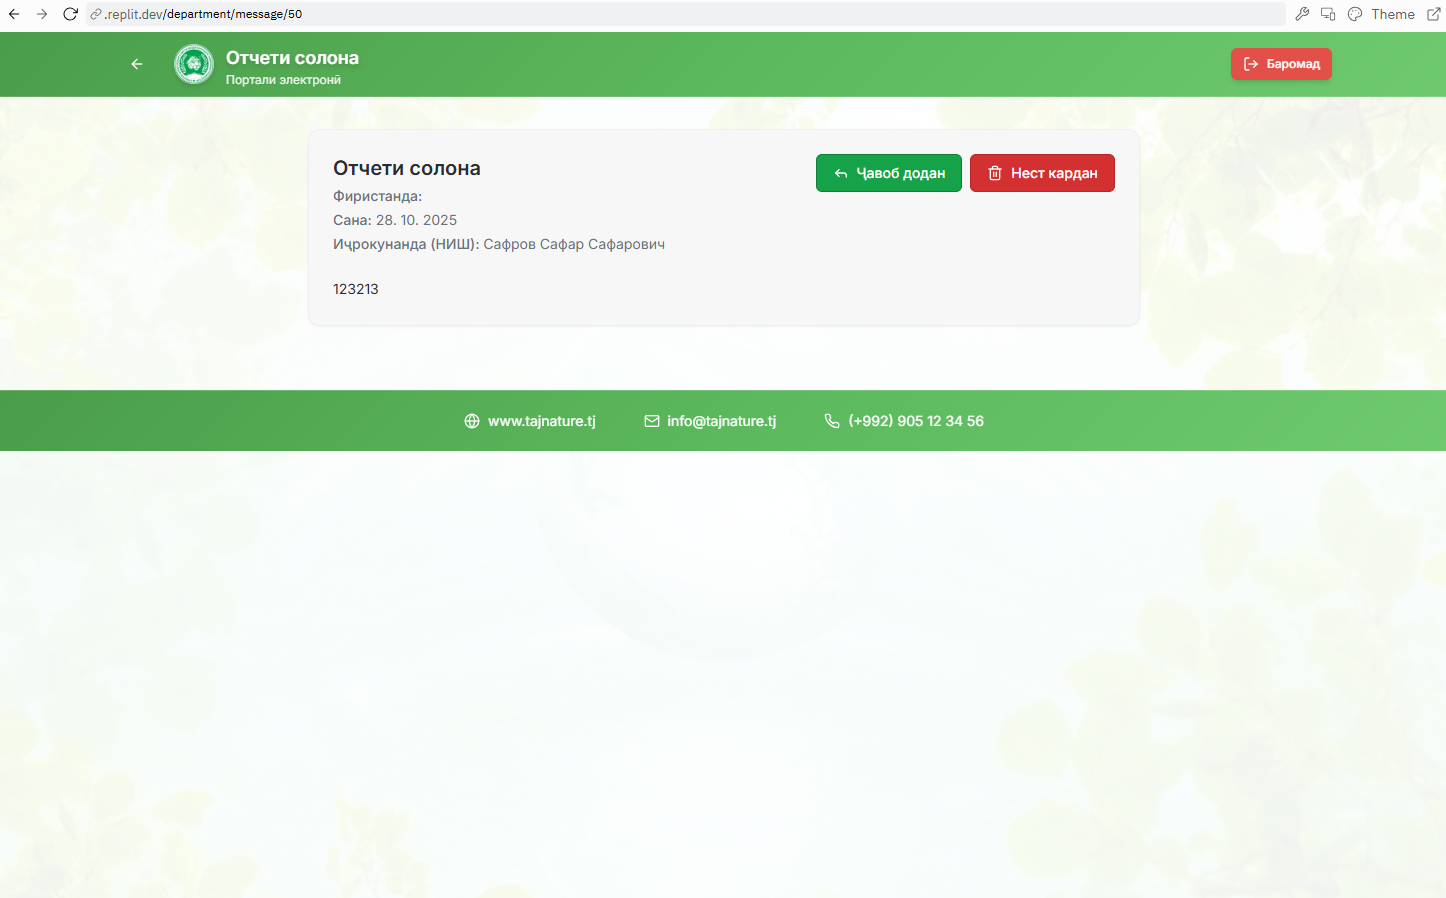 .replit.dev/department/message/50
Theme
Отчети солона
Портали электронӣ
Баромад
Отчети солона
Ҷавоб додан
Нест кардан
Фиристанда:
Сана: 28. 10. 2025
Иҷрокунанда (НИШ): Сафров Сафар Сафарович
123213
www.tajnature.tj
info@tajnature.tj
(+992) 905 12 34 56